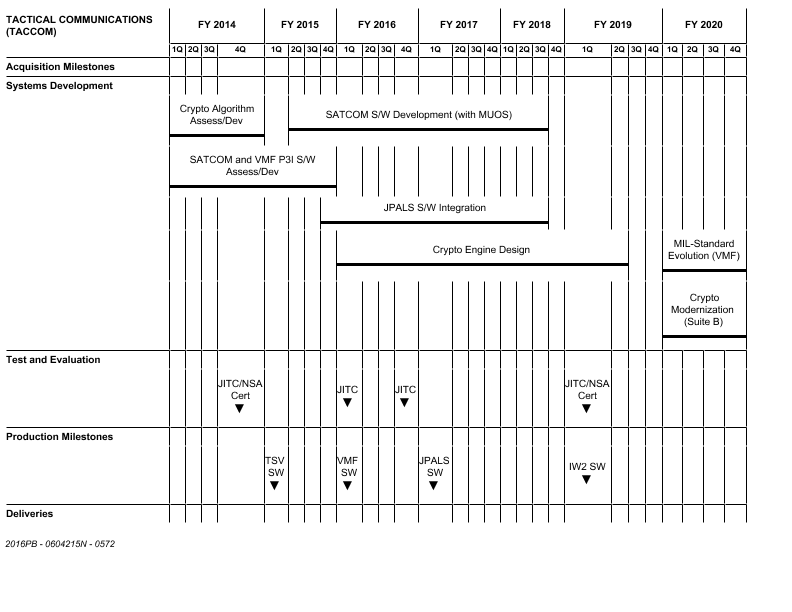 TACTICAL COMMUNICATIONS
(TACCOM)
FY 2014 FY 2015 FY 2016 FY 2017 FY 2018 FY 2019 FY 2020
1Q 2Q 3Q 4Q 1Q 2Q 3Q 4Q 1Q 2Q 3Q 4Q 1Q 2Q 3Q 4Q 1Q 2Q 3Q 4Q 1Q 2Q 3Q 4Q 1Q 2Q 3Q 4Q
Acquisition Milestones
Systems Development
Crypto Algorithm
Assess/Dev
SATCOM S/W Development (with MUOS)
SATCOM and VMF P3I S/W
Assess/Dev
JPALS S/W Integration
Crypto Engine Design
MIL-Standard
Evolution (VMF)
Crypto
Modernization
(Suite B)
Test and Evaluation
JITC/NSA
Cert
JITC
JITC
JITC/NSA
Cert
Production Milestones
TSV
SW
VMF
SW
JPALS
SW
IW2 SW
Deliveries
2016PB - 0604215N - 0572